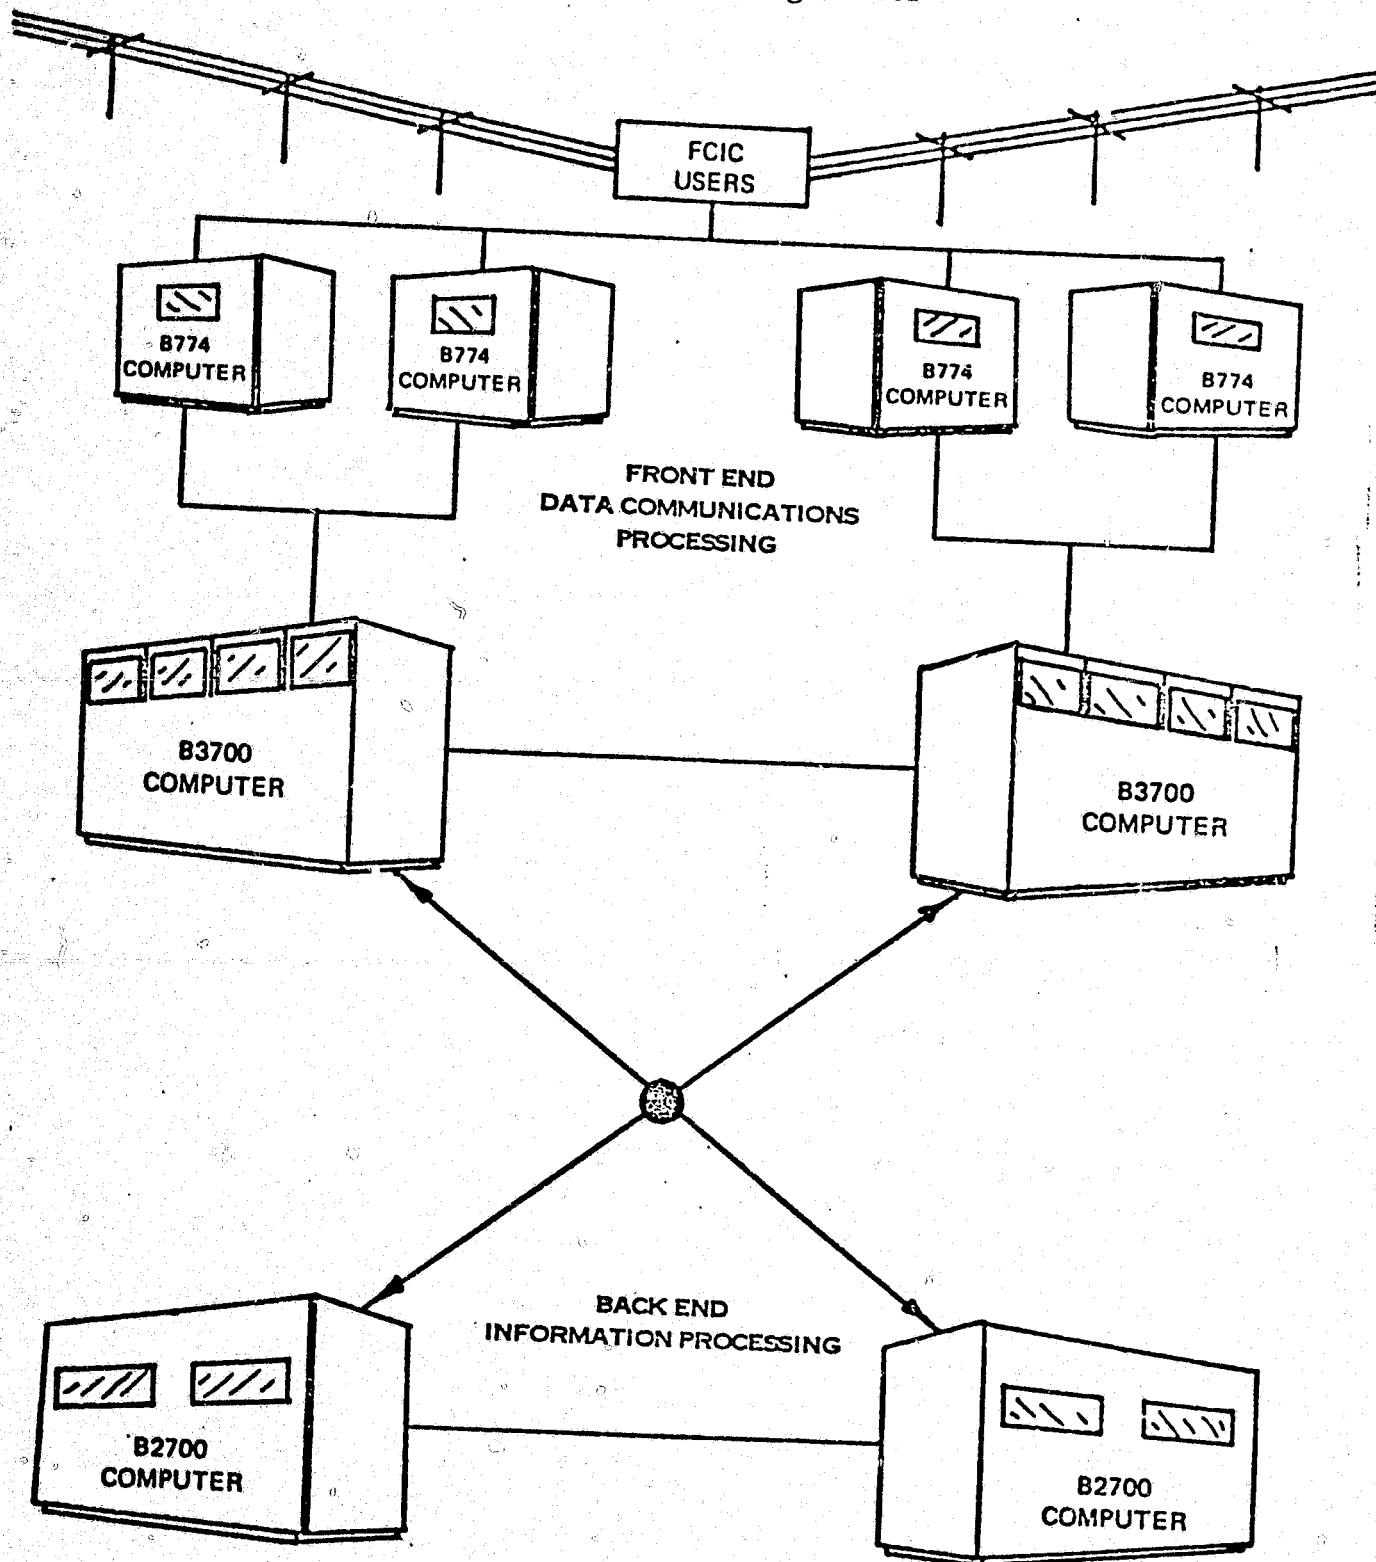 FCIC
USERS
B774
COMPUTER
B774
COMPUTER
B774
COMPUTER
B774
COMPUTER
FRONT END
DATA COMMUNICATIONS
PROCESSING
B3700
COMPUTER
B3700
COMPUTER
BACK END
INFORMATION PROCESSING
B2700
COMPUTER
B2700
COMPUTER